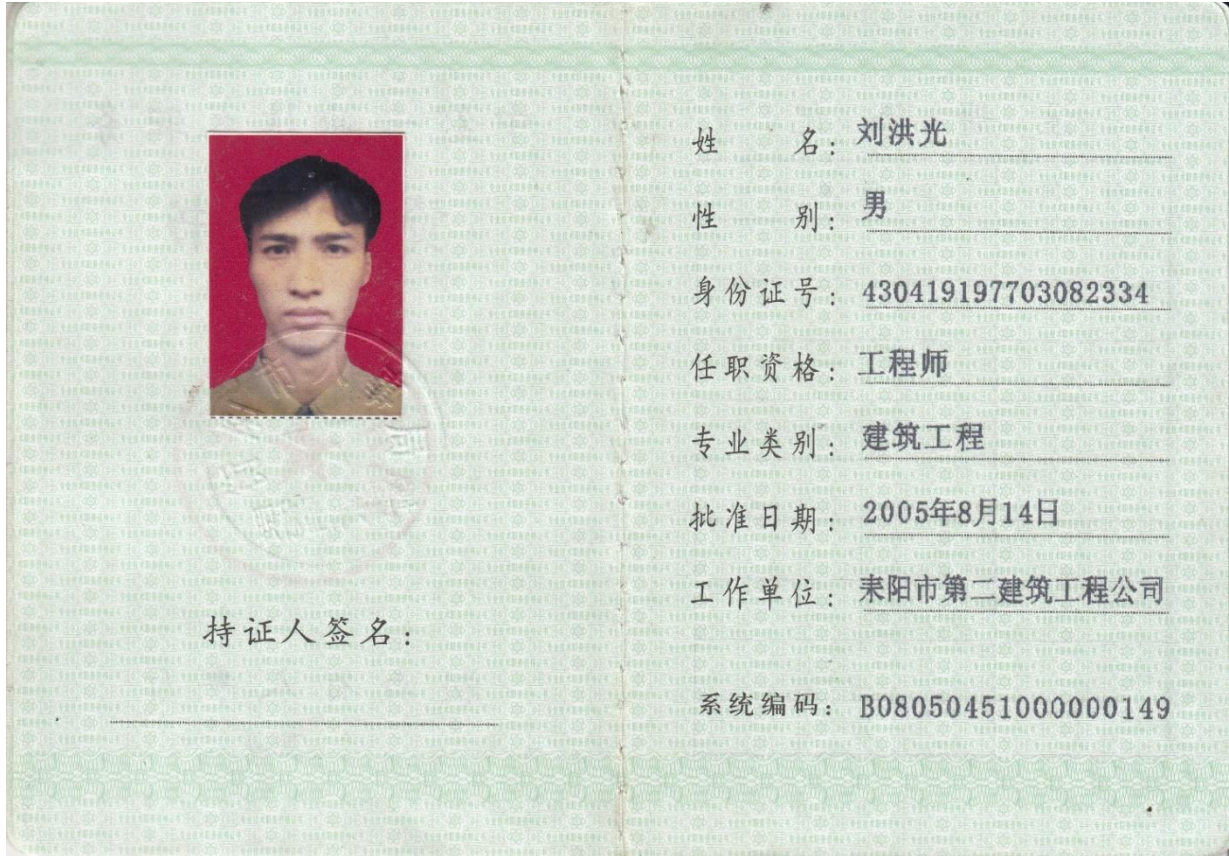 持证人签名：
姓 名：刘洪光
性 别：男
身份证号：430419197703082334
任职资格：工程师
专业类别：建筑工程
批准日期：2005年8月14日
工作单位：耒阳市第二建筑工程公司
系统编码：B08050451000000149